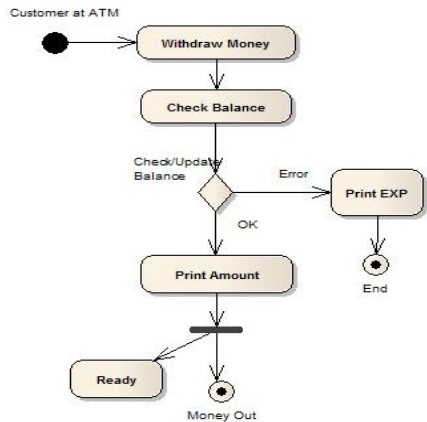 Customer at ATM
Withdraw Money
Check Balance
Check/Update
Balance
Error
Print EXP
OK
Print Amount
End
Ready
Money Out